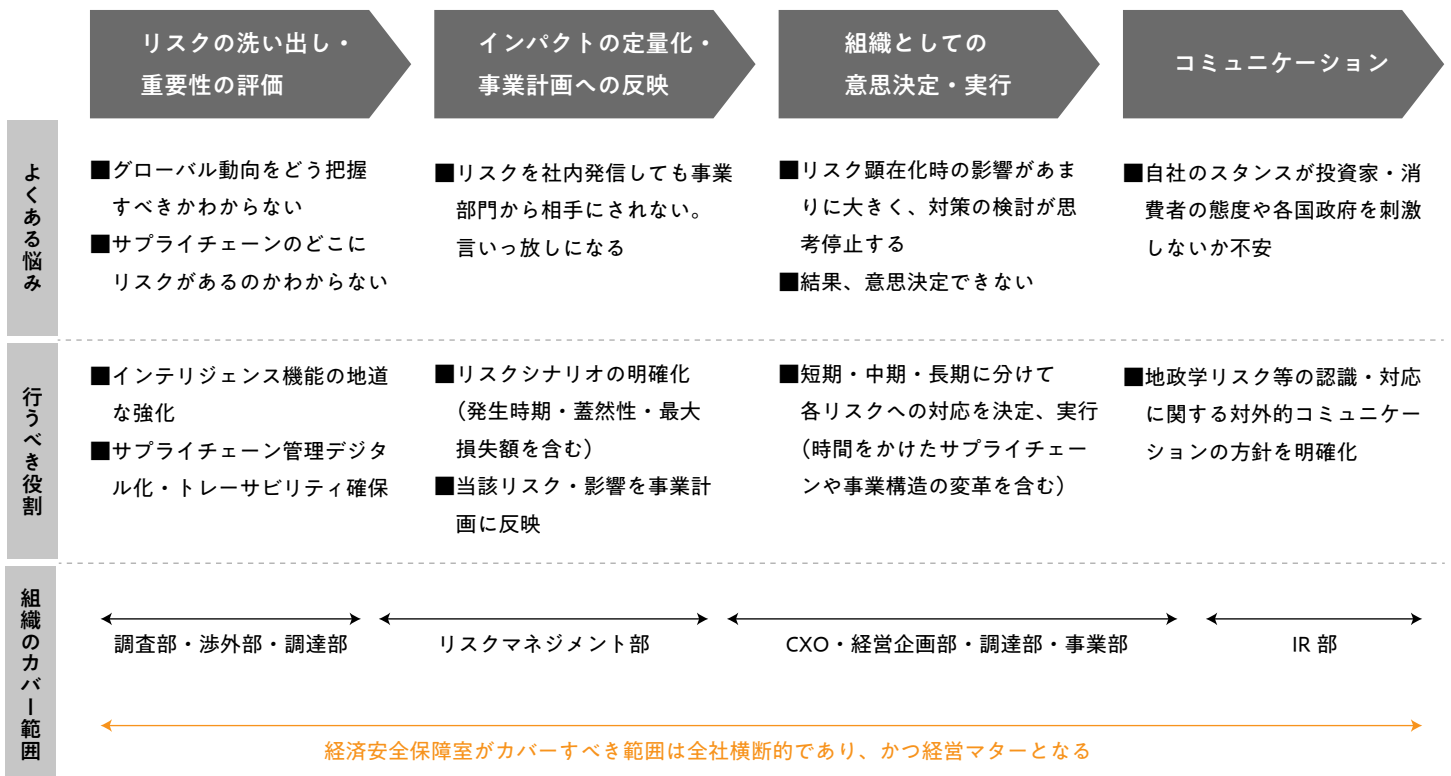 リスクの洗い出し・
重要性の評価
インパクトの定量化・
事業計画への反映
組織としての
意思決定・実行
コミュニケーション
よくある悩み
■グローバル動向をどう把握
すべきかわからない
■サプライチェーンのどこに
リスクがあるのかわからない
■リスクを社内発信しても事業
部門から相手にされない。
言いっ放しになる
■リスク顕在化時の影響があま
りに大きく、対策の検討が思
考停止する
■結果、意思決定できない
■自社のスタンスが投資家・消
費者の態度や各国政府を刺激
しないか不安
行うべき役割
■インテリジェンス機能の地道
な強化
■サプライチェーン管理デジタ
ル化・トレーサビリティ確保
■リスクシナリオの明確化
(発生時期・蓋然性・最大
損失額を含む)
■当該リスク・影響を事業計
画に反映
■短期・中期・長期に分けて
各リスクへの対応を決定、実行
(時間をかけたサプライチェー
ンや事業構造の変革を含む)
■地政学リスク等の認識・対応
に関する対外的コミュニケー
ションの方針を明確化
組織のカバー範囲
調査部・渉外部・調達部
リスクマネジメント部
CXO・経営企画部・調達部・事業部
IR 部
経済安全保障室がカバーすべき範囲は全社横断的であり、かつ経営マターとなる